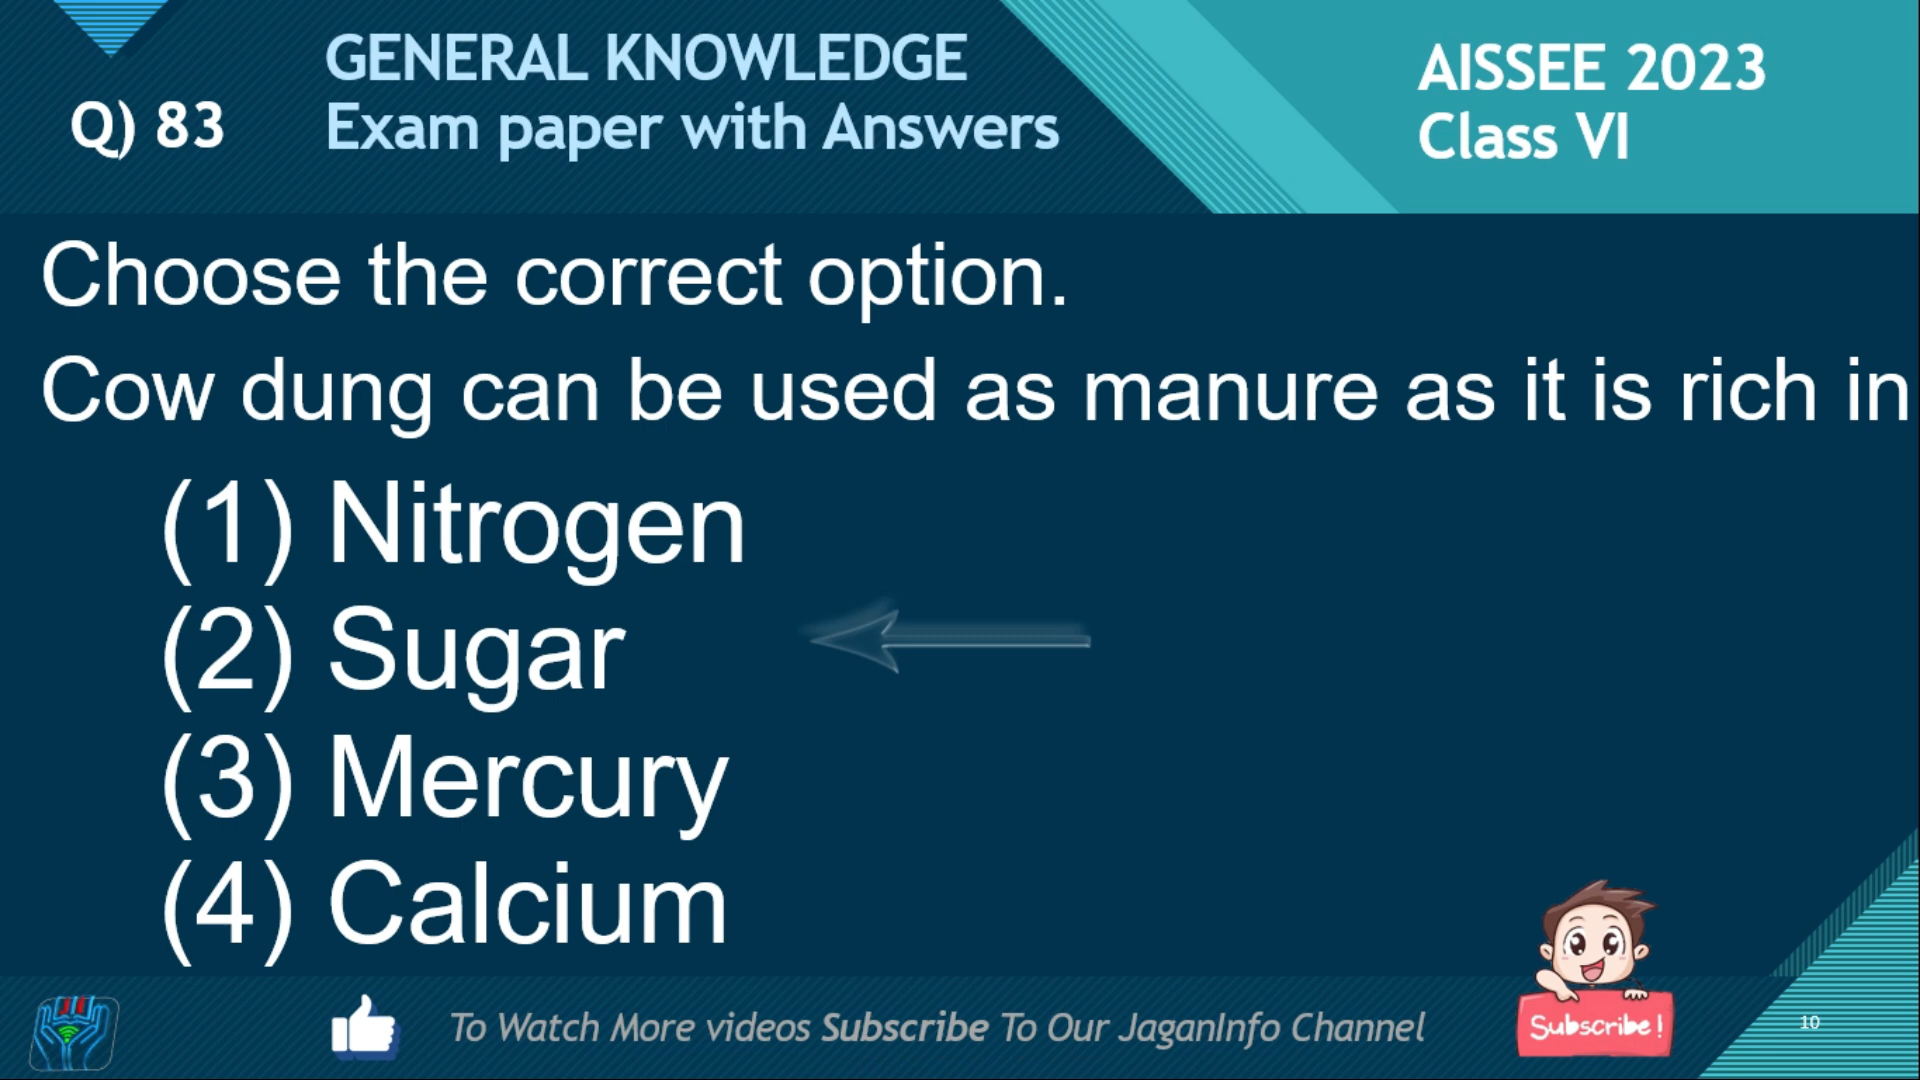 GENERAL KNOWLEDGE
AISSEE 2023
Q) 83
Exam paper with Answers
Class VI
Choose the correct option.
Cow dung can be used as manure as it is rich in
(1) Nitrogen
(2) Sugar
(3) Mercury
(4) Calcium
To Watch More videos Subscribe To Our JaganInfo Channel
Subscribe!
10